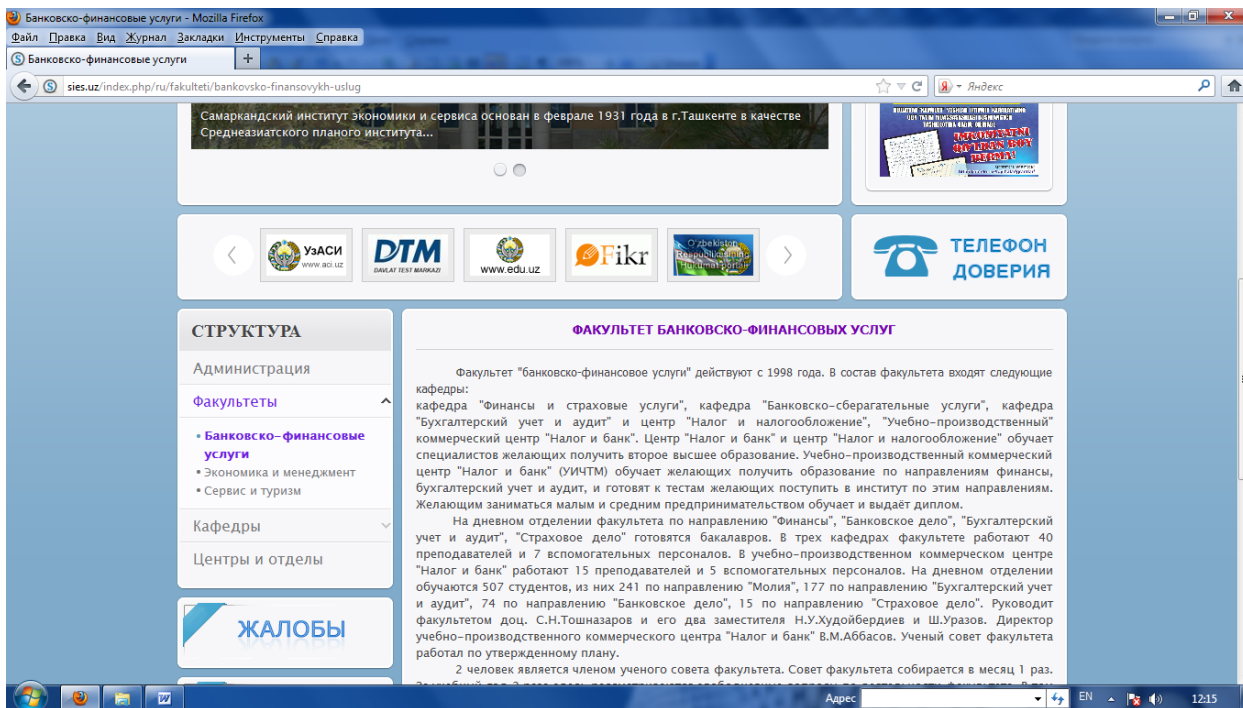 Банковско-финансовые услуги - Mozilla Firefox
Файл Правка Вид Журнал Закладки Инструменты Справка
Банковско-финансовые услуги
sies.uz/index.php/ru/fakulteti/bankovsko-finansovykh-uslug
Яндекс
Самаркандский институт экономики и сервиса основан в феврале 1931 года в г.Ташкенте в качестве
Среднеазиатского планого института...
УзАСИ
www.aci.uz
DTM
DAVLAT TEST MARKAZI
www.edu.uz
Fikr
O'zbekiston
Respublikasining
Hukumat portali
ТЕЛЕФОН
ДОВЕРИЯ
СТРУКТУРА
Администрация
Факультеты
• Банковско-финансовые
услуги
• Экономика и менеджмент
• Сервис и туризм
Кафедры
Центры и отделы
ЖАЛОБЫ
ФАКУЛЬТЕТ БАНКОВСКО-ФИНАНСОВЫХ УСЛУГ
Факультет "банковско-финансовое услуги" действуют с 1998 года. В состав факультета входят следующие
кафедры:
кафедра "Финансы и страховые услуги", кафедра "Банковско-сберагательные услуги", кафедра
"Бухгалтерский учет и аудит" и центр "Налог и налогообложение", "Учебно-производственный"
коммерческий центр "Налог и банк". Центр "Налог и банк" и центр "Налог и налогообложение" обучает
специалистов желающих получить второе высшее образование. Учебно-производственный коммерческий
центр "Налог и банк" (УИЧТМ) обучает желающих получить образование по направлениям финансы,
бухгалтерский учет и аудит, и готовят к тестам желающих поступить в институт по этим направлениям.
Желающим заниматься малым и средним предпринимательством обучает и выдаёт диплом.
На дневном отделении факультета по направлению "Финансы", "Банковское дело", "Бухгалтерский
учет и аудит", "Страховое дело" готовятся бакалавров. В трех кафедрах факультете работают 40
преподавателей и 7 вспомогательных персоналов. В учебно-производственном коммерческом центре
"Налог и банк" работают 15 преподавателей и 5 вспомогательных персоналов. На дневном отделении
обучаются 507 студентов, из них 241 по направлению "Молия", 177 по направлению "Бухгалтерский учет
и аудит", 74 по направлению "Банковское дело", 15 по направлению "Страховое дело". Руководит
факультетом доц. С.Н.Тошназаров и его два заместителя Н.У.Худойбердиев и Ш.Уразов. Директор
учебно-производственного коммерческого центра "Налог и банк" В.М.Аббасов. Ученый совет факультета
работал по утвержденному плану.
2 человек является членом ученого совета факультета. Совет факультета собирается в месяц 1 раз.
Адрес
EN
12:15